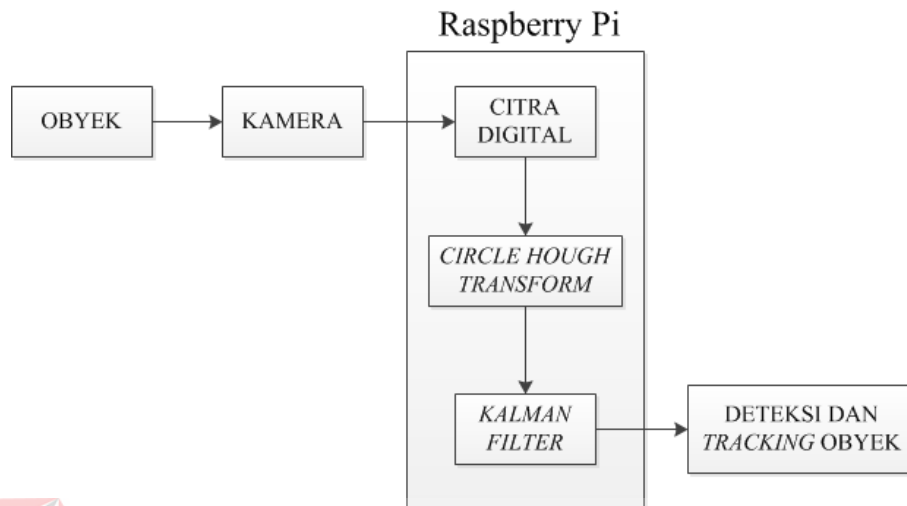 Raspberry Pi
OBYEK
KAMERA
CITRA
DIGITAL
CIRCLE HOUGH
TRANSFORM
KALMAN
FILTER
DETEKSI DAN
TRACKING OBYEK